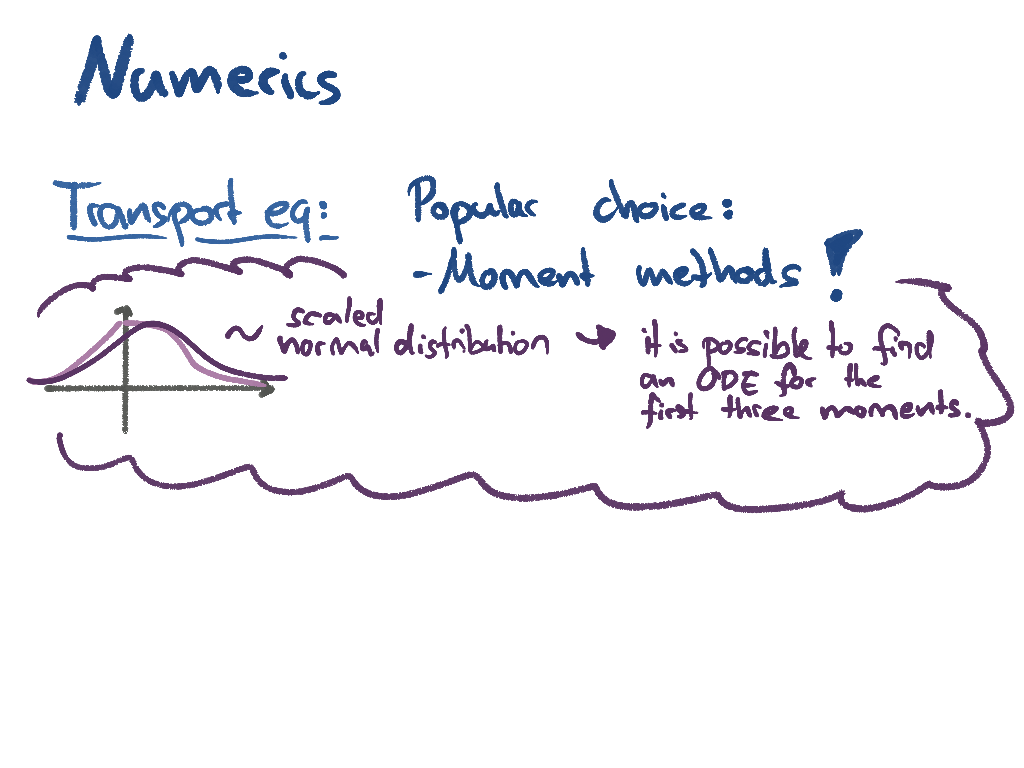 Numerics
Transport eq:
Popular choice:
- Moment methods !
~ scaled
normal distribution → it is possible to find
an ODE for the
first three moments.